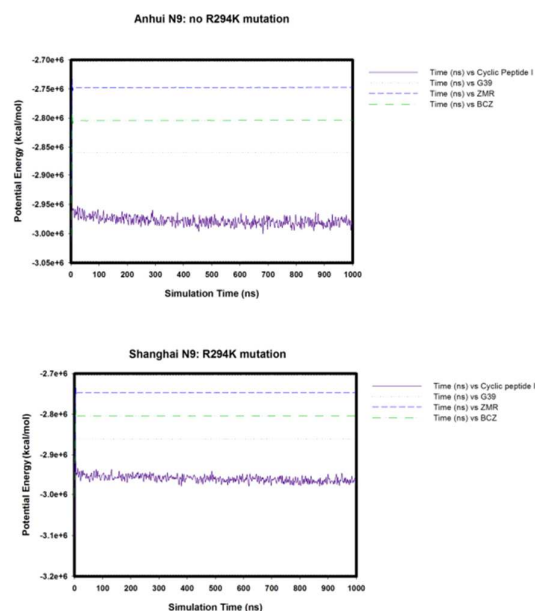 Anhui N9: no R294K mutation
-2.70e+6
-2.75e+6
-2.80e+6
-2.85e+6
-2.90e+6
-2.95e+6
-3.00e+6
-3.05e+6
Potential Energy (kcal/mol)
0 100 200 300 400 500 600 700 800 900 1000
Simulation Time (ns)
Time (ns) vs Cyclic Peptide I
Time (ns) vs G39
Time (ns) vs ZMR
Time (ns) vs BCZ
Shanghai N9: R294K mutation
-2.7e+6
-2.8e+6
-2.9e+6
-3.0e+6
-3.1e+6
-3.2e+6
Potential Energy (kcal/mol)
0 100 200 300 400 500 600 700 800 900 1000
Simulation Time (ns)
Time (ns) vs Cyclic peptide I
Time (ns) vs G39
Time (ns) vs ZMR
Time (ns) vs BCZ